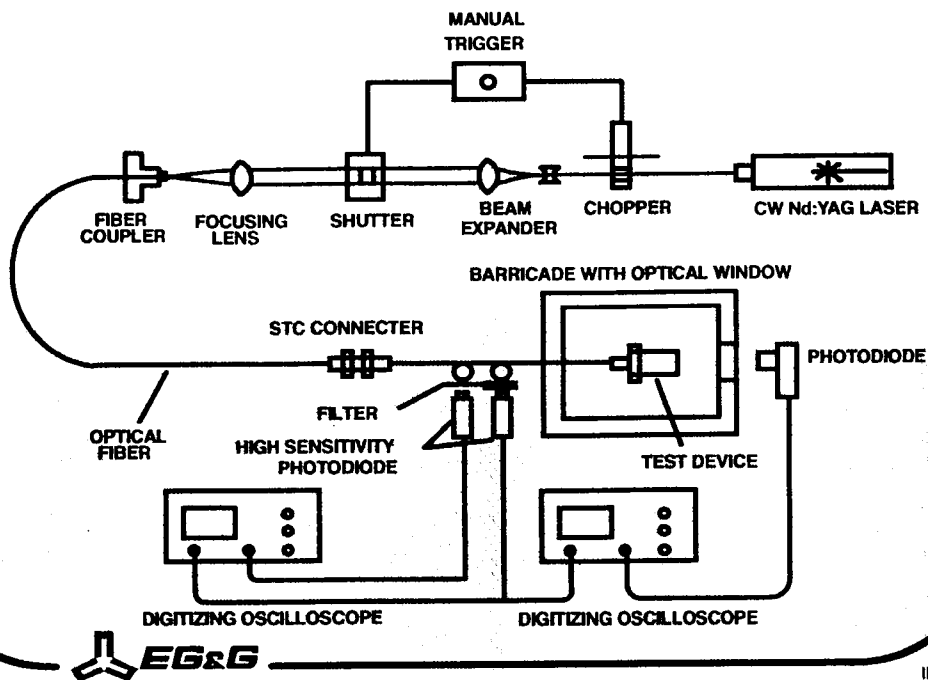 MANUAL
TRIGGER
FIBER
COUPLER
FOCUSING
LENS
SHUTTER
BEAM
EXPANDER
CHOPPER
CW Nd:YAG LASER
BARRICADE WITH OPTICAL WINDOW
STC CONNECTER
PHOTODIODE
FILTER
OPTICAL
FIBER
HIGH SENSITIVITY
PHOTODIODE
TEST DEVICE
DIGITIZING OSCILLOSCOPE
DIGITIZING OSCILLOSCOPE
EG&G